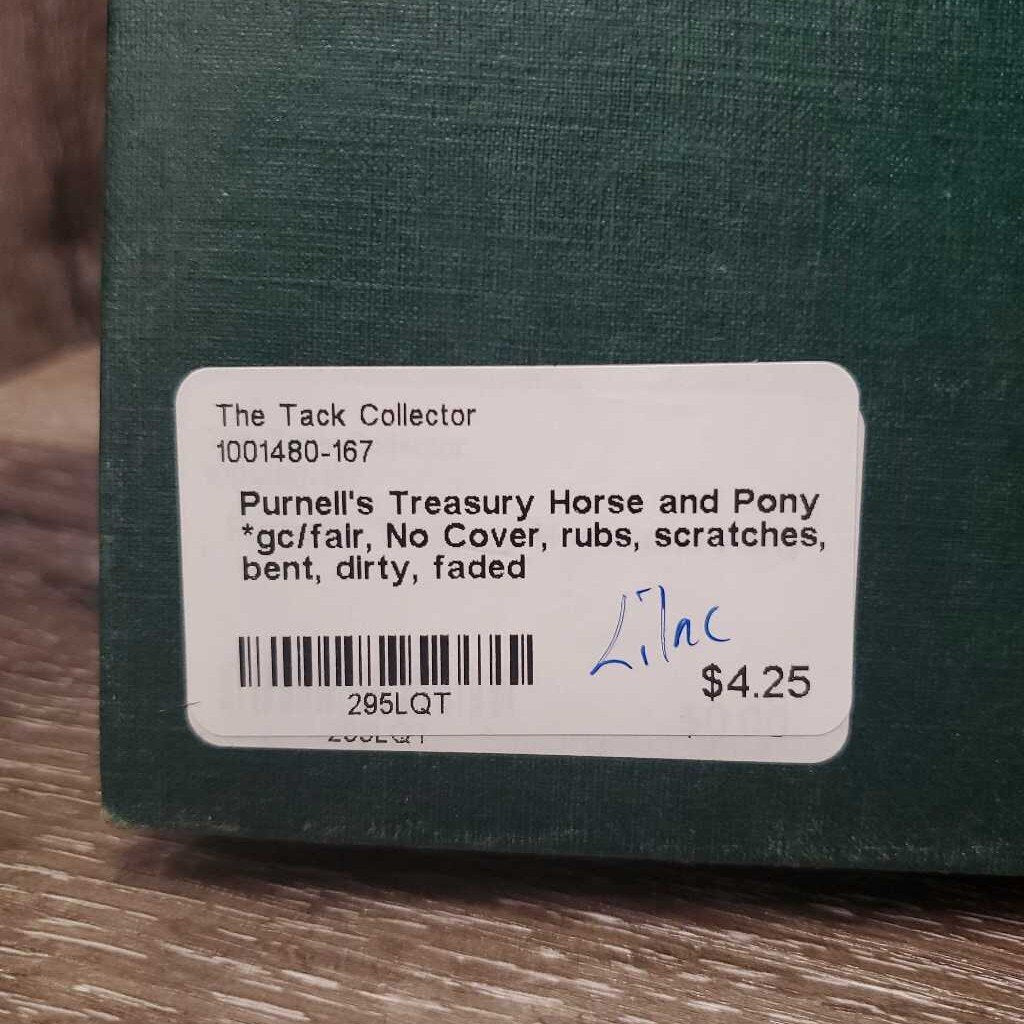 The Tack Collector
1001480-167
Purnell's Treasury Horse and Pony
*gc/fair, No Cover, rubs, scratches,
bent, dirty, faded
Lilac
$4.25
295LQT